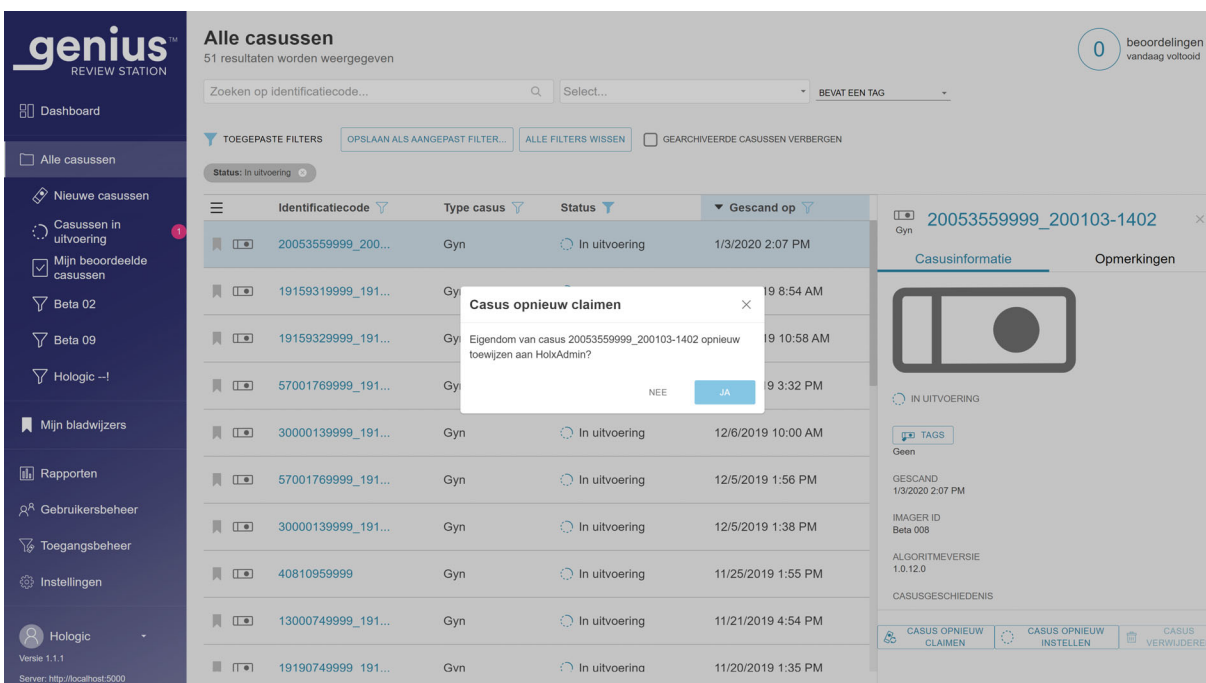 genius™
REVIEW STATION
Dashboard
Alle casussen
Nieuwe casussen
Casussen in
uitvoering
1
Mijn beoordeelde
casussen
Beta 02
Beta 09
Hologic --!
Mijn bladwijzers
Rapporten
Gebruikersbeheer
Toegangsbeheer
Instellingen
Hologic
Versie 1.1.1
Server: http://localhost:5000
Alle casussen
51 resultaten worden weergegeven
0
beoordelingen
vandaag voltooid
Zoeken op identificatiecode...
Select...
BEVAT EEN TAG
TOEGEPASTE FILTERS
OPSLAAN ALS AANGEPAST FILTER...
ALLE FILTERS WISSEN
GEARCHIVEERDE CASUSSEN VERBERGEN
Status: In uitvoering
Identificatiecode Type casus Status Gescand op
20053559999_200... Gyn In uitvoering 1/3/2020 2:07 PM
19159319999_191... 19 8:54 AM
19159329999_191... 19 10:58 AM
57001769999_191... 9 3:32 PM
30000139999_191... Gyn In uitvoering 12/6/2019 10:00 AM
57001769999_191... Gyn In uitvoering 12/5/2019 1:56 PM
30000139999_191... Gyn In uitvoering 12/5/2019 1:38 PM
40810959999 Gyn In uitvoering 11/25/2019 1:55 PM
13000749999_191... Gyn In uitvoering 11/21/2019 4:54 PM
19190749999_191... Gyn In uitvoering 11/20/2019 1:35 PM
Casus opnieuw claimen
Eigendom van casus 20053559999_200103-1402 opnieuw
toewijzen aan HolxAdmin?
NEE
JA
Gyn
20053559999_200103-1402
Casusinformatie
Opmerkingen
IN UITVOERING
TAGS
Geen
GESCAND
1/3/2020 2:07 PM
IMAGER ID
Beta 008
ALGORITMEVERSIE
1.0.12.0
CASUSGESCHIEDENIS
CASUS OPNIEUW
CLAIMEN
CASUS OPNIEUW
INSTELLEN
CASUS
VERWIJDERE